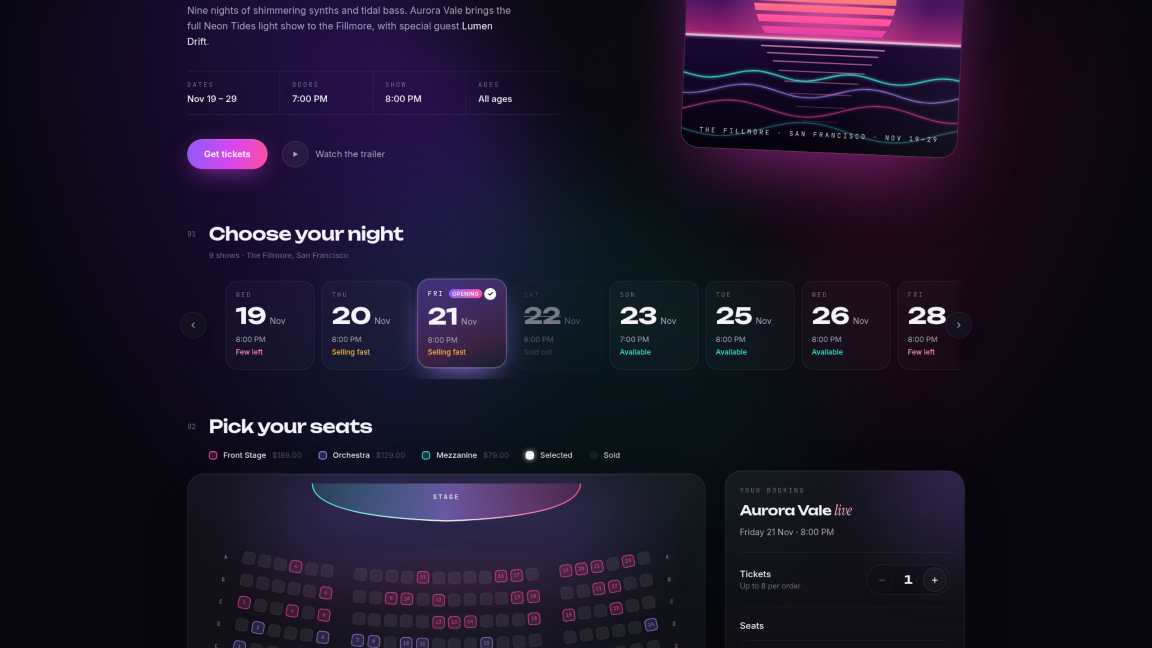 Nine nights of shimmering synths and tidal bass. Aurora Vale brings the
full Neon Tides light show to the Fillmore, with special guest Lumen
Drift.
DATES
Nov 19 – 29
DOORS
7:00 PM
SHOW
8:00 PM
AGES
All ages
Get tickets
Watch the trailer
THE FILLMORE · SAN FRANCISCO · NOV 19–29
01
Choose your night
9 shows · The Fillmore, San Francisco
WED
19 Nov
8:00 PM
Few left
THU
20 Nov
8:00 PM
Selling fast
FRI OPENING
21 Nov
8:00 PM
Selling fast
SAT
22 Nov
8:00 PM
Sold out
SUN
23 Nov
7:00 PM
Available
TUE
25 Nov
8:00 PM
Available
WED
26 Nov
8:00 PM
Available
FRI
28
8:00 PM
Few left
02
Pick your seats
Front Stage $189.00
Orchestra $129.00
Mezzanine $79.00
Selected
Sold
STAGE
YOUR BOOKING
Aurora Vale live
Friday 21 Nov · 8:00 PM
Tickets
Up to 8 per order
− 1 +
Seats